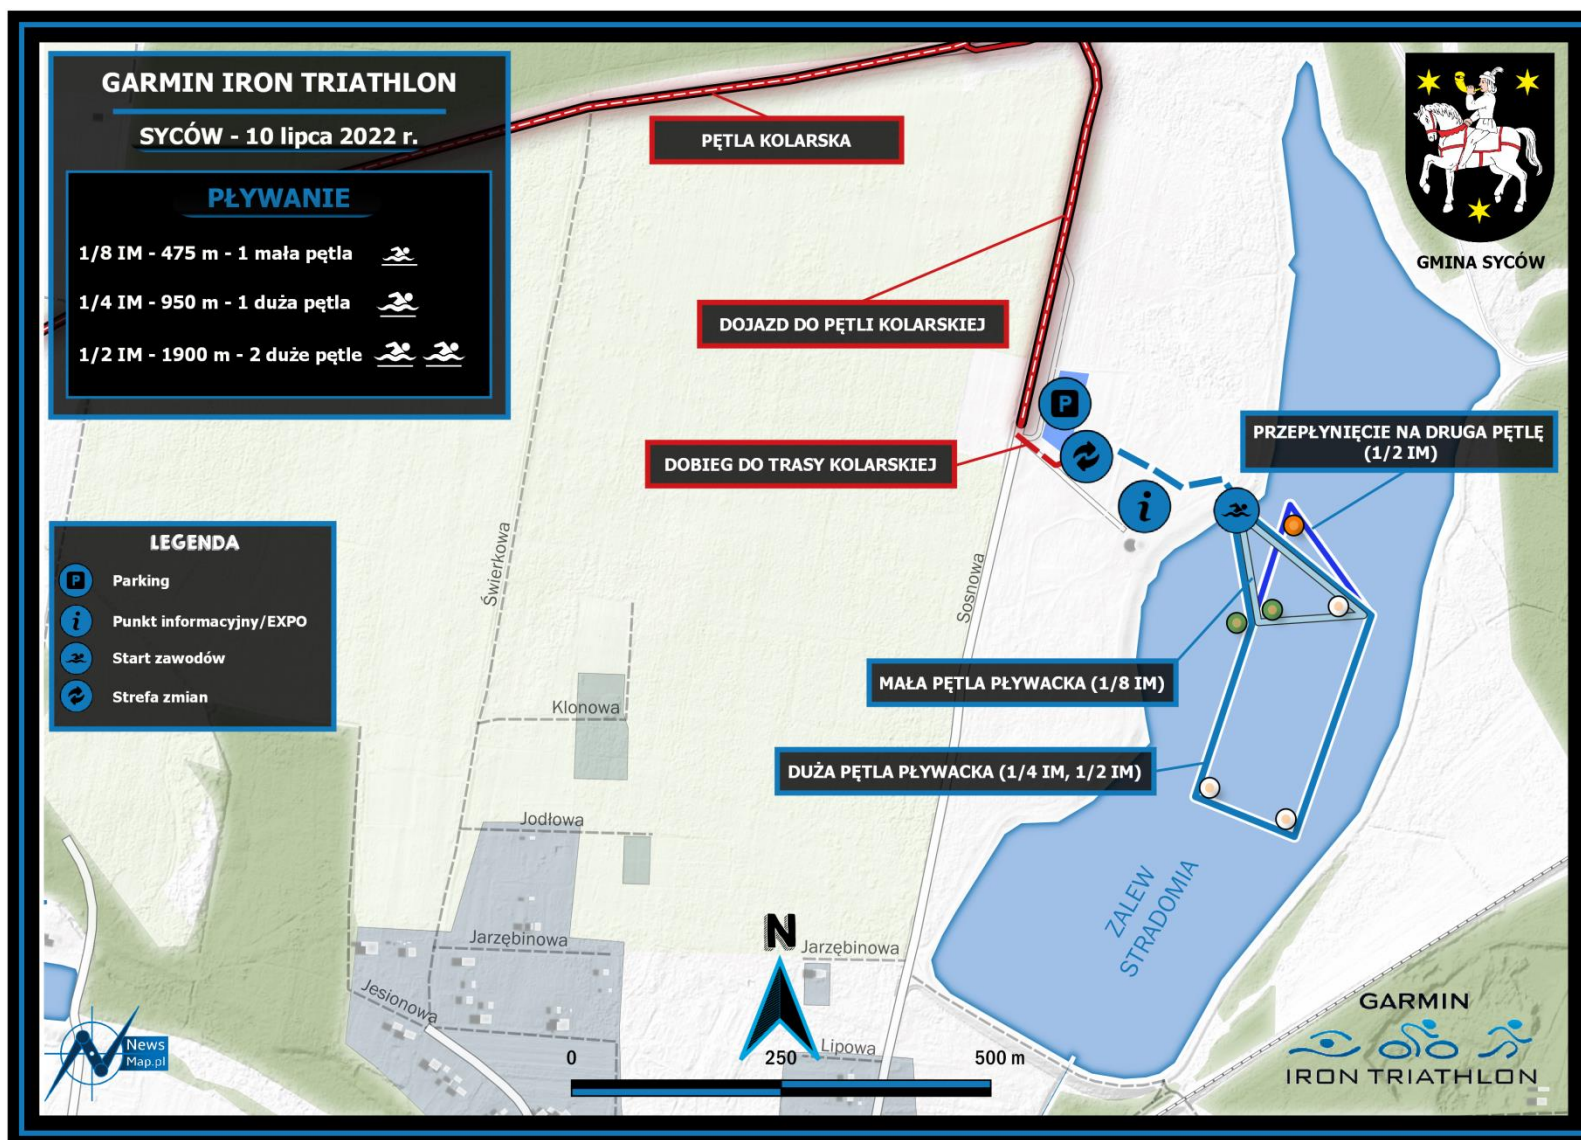 GARMIN IRON TRIATHLON
SYCÓW - 10 lipca 2022 r.
PŁYWANIE
1/8 IM - 475 m - 1 mała pętla
1/4 IM - 950 m - 1 duża pętla
1/2 IM - 1900 m - 2 duże pętle
PĘTLA KOLARSKA
GMINA SYCÓW
DOJAZD DO PĘTLI KOLARSKIEJ
P
PRZEPŁYNIĘCIE NA DRUGA PĘTLĘ
(1/2 IM)
DOBIEG DO TRASY KOLARSKIEJ
i
LEGENDA
P Parking
i Punkt informacyjny/EXPO
Start zawodów
Strefa zmian
Świerkowa
Sosnowa
MAŁA PĘTLA PŁYWACKA (1/8 IM)
Klonowa
DUŻA PĘTLA PŁYWACKA (1/4 IM, 1/2 IM)
Jodłowa
ZALEW
STRADOMIA
N
Jarzębinowa
Jarzębinowa
Jesionowa
Lipowa
0 250 500 m
News
Map.pl
GARMIN
IRON TRIATHLON